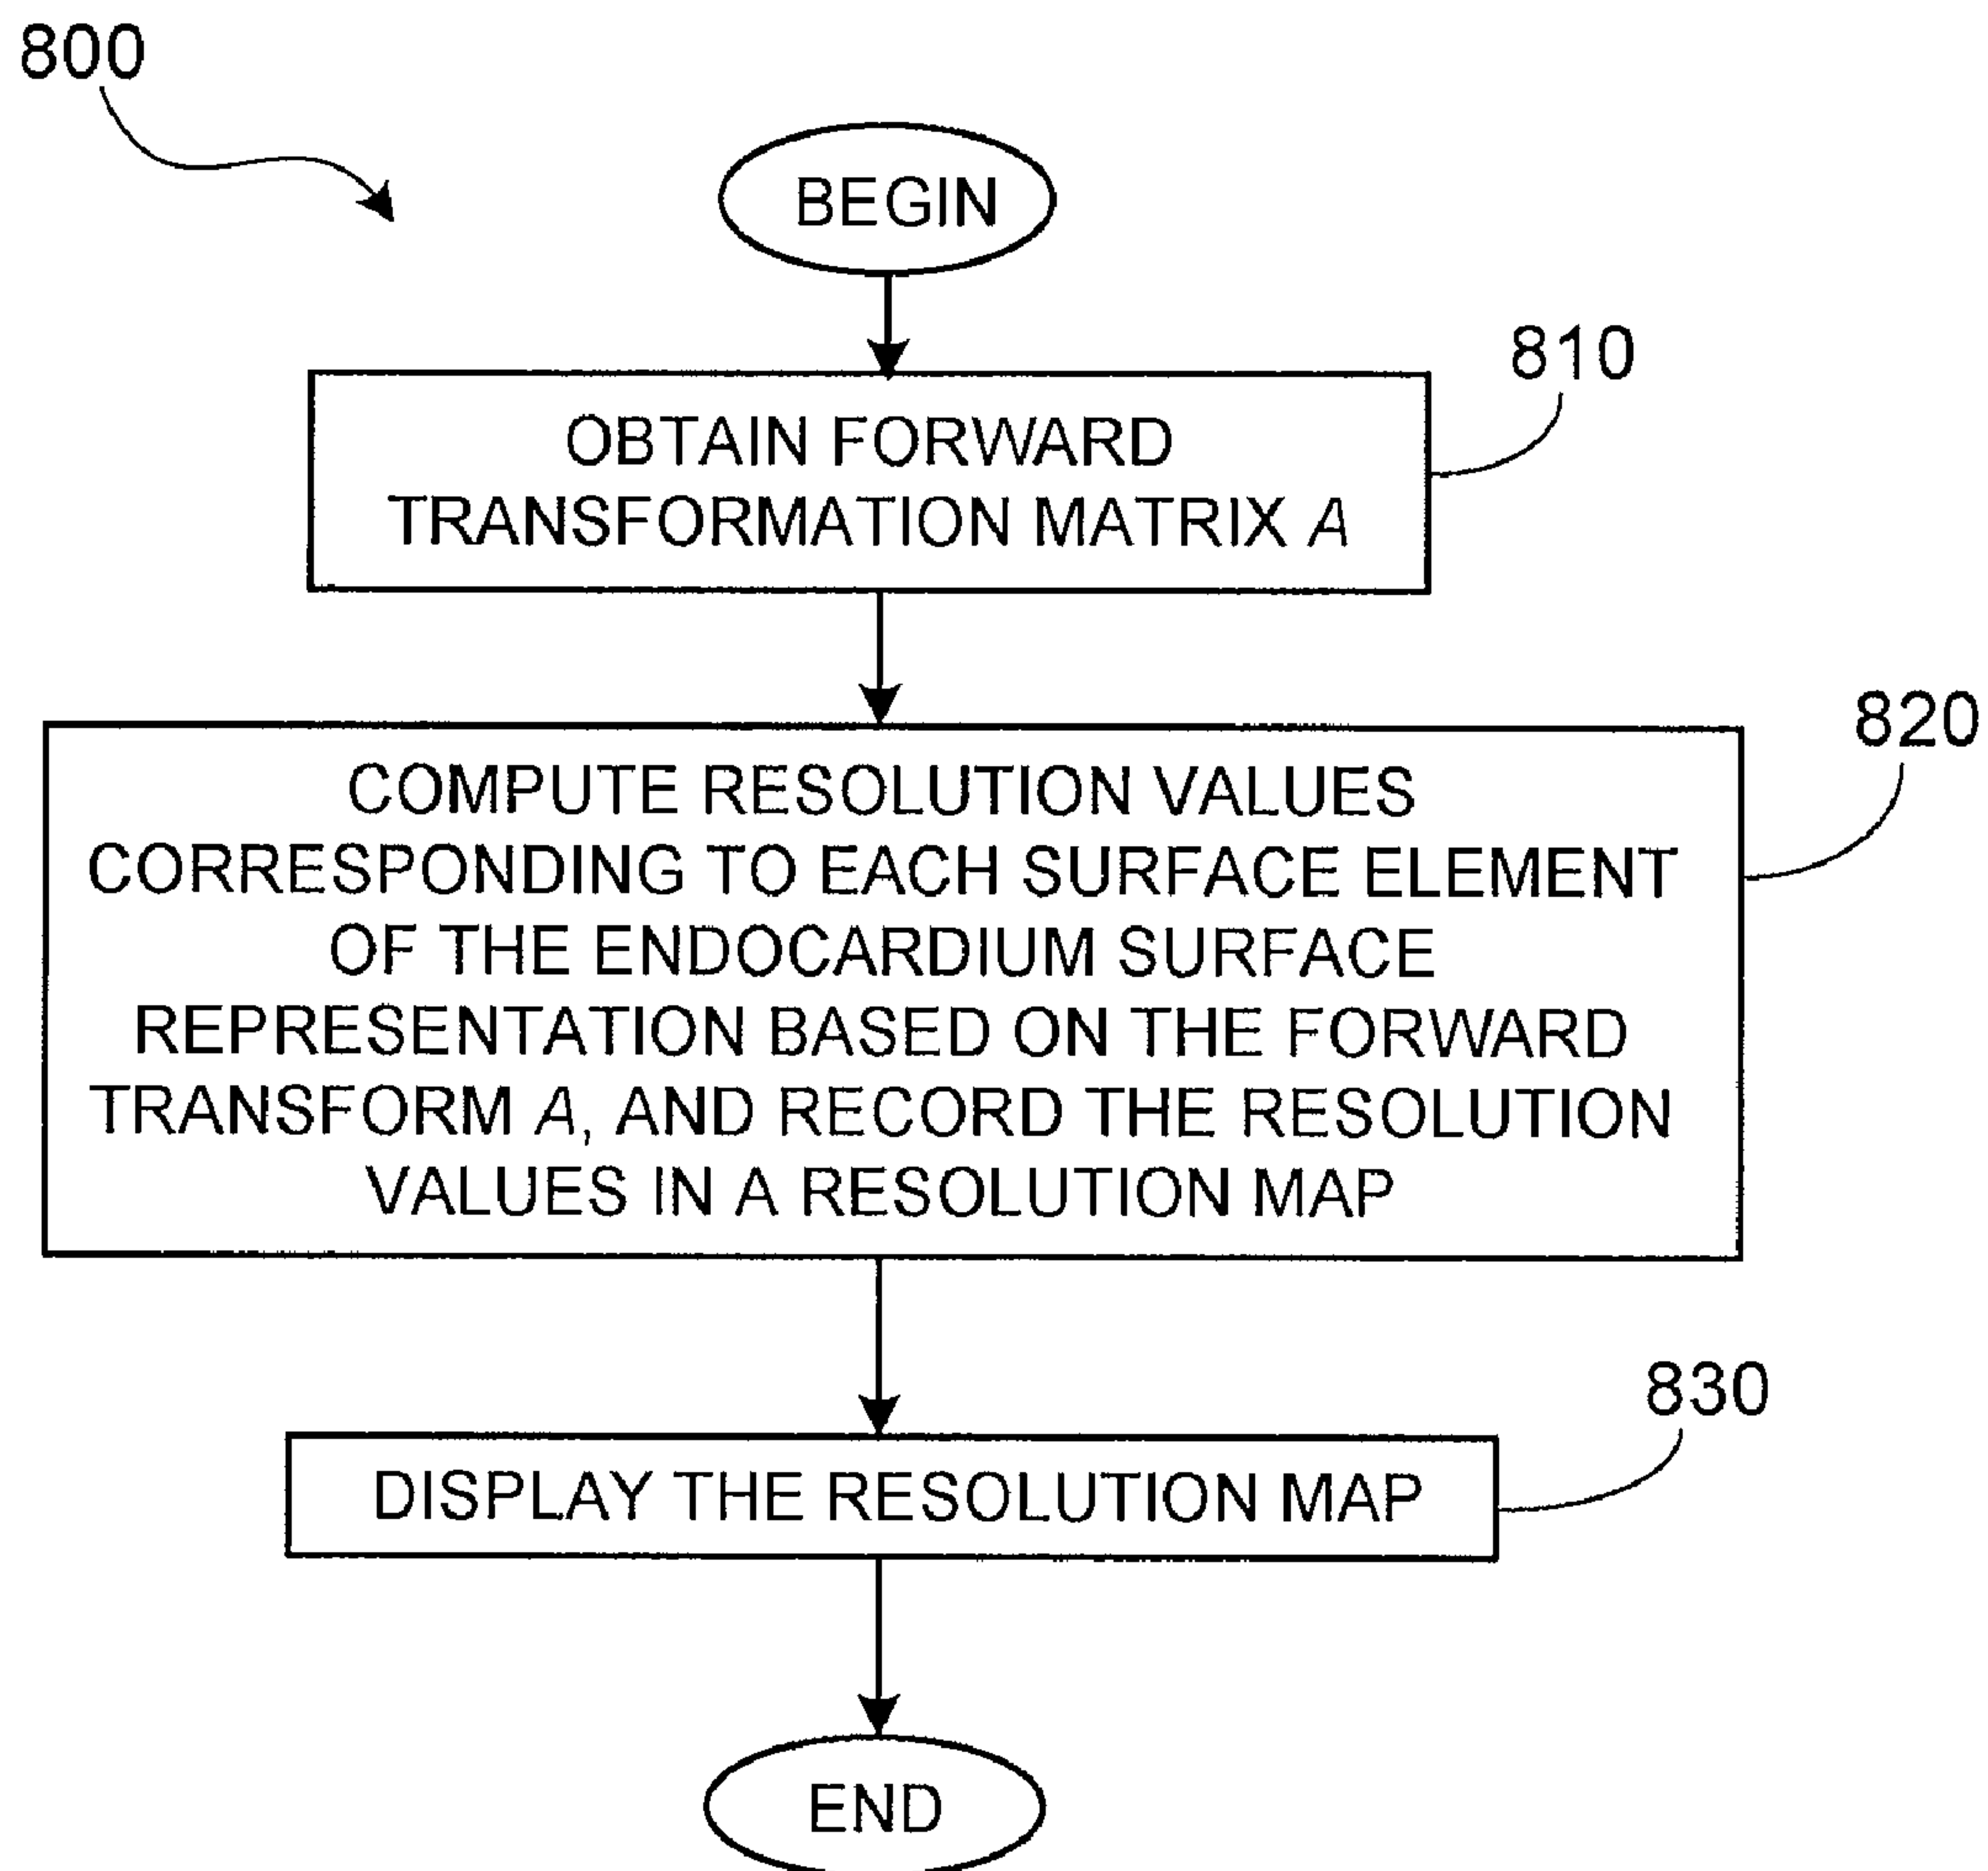 800
BEGIN
810
OBTAIN FORWARD
TRANSFORMATION MATRIX A
820
COMPUTE RESOLUTION VALUES
CORRESPONDING TO EACH SURFACE ELEMENT
OF THE ENDOCARDIUM SURFACE
REPRESENTATION BASED ON THE FORWARD
TRANSFORM A, AND RECORD THE RESOLUTION
VALUES IN A RESOLUTION MAP
830
DISPLAY THE RESOLUTION MAP
END